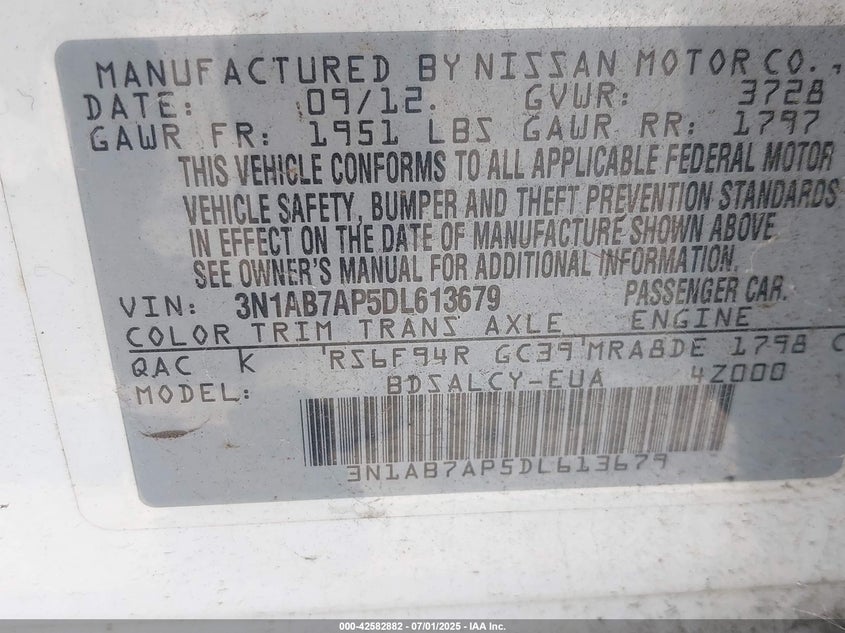 MANUFACTURED BY NISSAN MOTOR CO.,
DATE: 09/12. GVWR: 3728
GAWR FR: 1951 LBS GAWR RR: 1797
THIS VEHICLE CONFORMS TO ALL APPLICABLE FEDERAL MOTOR
VEHICLE SAFETY, BUMPER AND THEFT PREVENTION STANDARDS
IN EFFECT ON THE DATE OF MANUFACTURE SHOWN ABOVE.
SEE OWNER'S MANUAL FOR ADDITIONAL INFORMATION.
VIN: 3N1AB7AP5DL613679 PASSENGER CAR.
COLOR TRIM TRANS AXLE ENGINE
QAC K RS6F94R GC39 MRA8DE 1798 C
MODEL: BDSALCY-EUA 4Z000
3N1AB7AP5DL613679
000-42582882 - 07/01/2025 - IAA Inc.